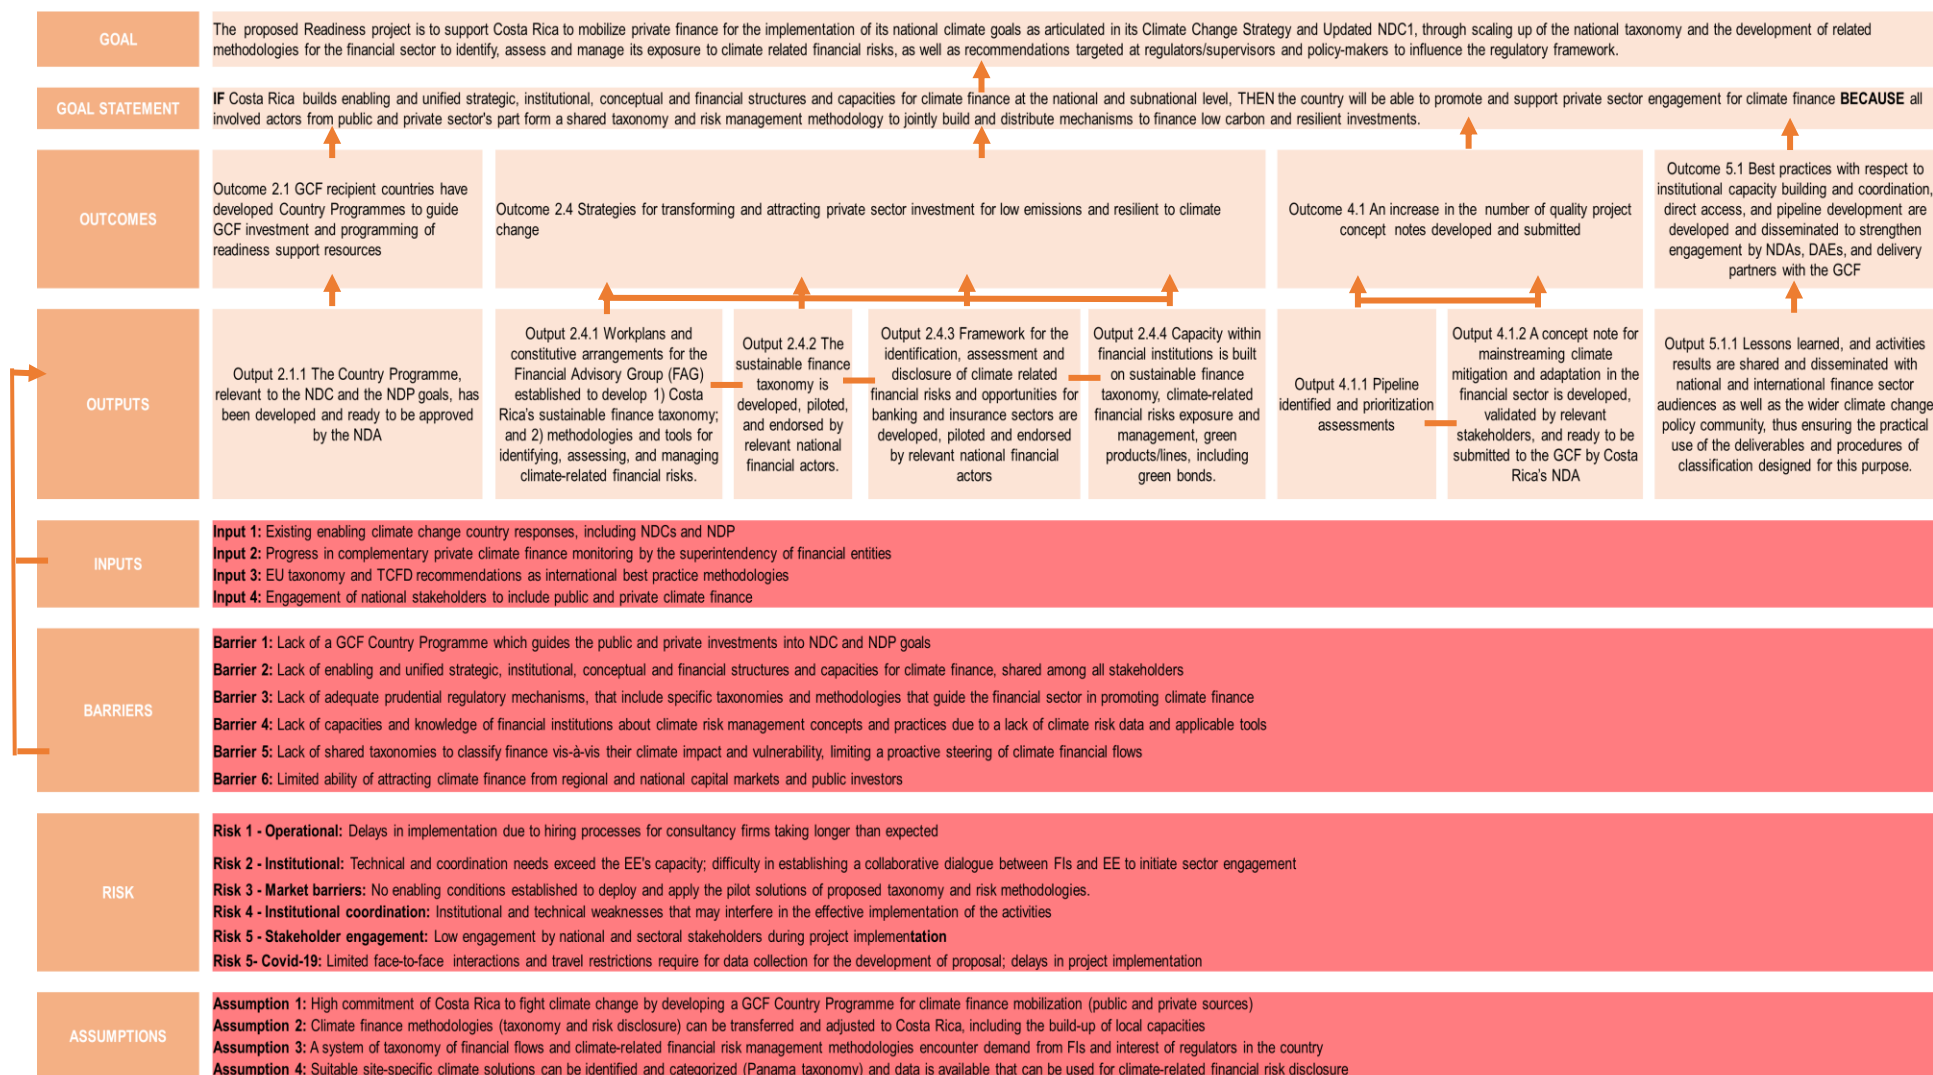 GOAL
The proposed Readiness project is to support Costa Rica to mobilize private finance for the implementation of its national climate goals as articulated in its Climate Change Strategy and Updated NDC1, through scaling up of the national taxonomy and the development of related
methodologies for the financial sector to identify, assess and manage its exposure to climate related financial risks, as well as recommendations targeted at regulators/supervisors and policy-makers to influence the regulatory framework.
GOAL STATEMENT
IF Costa Rica builds enabling and unified strategic, institutional, conceptual and financial structures and capacities for climate finance at the national and subnational level, THEN the country will be able to promote and support private sector engagement for climate finance BECAUSE all
involved actors from public and private sector's part form a shared taxonomy and risk management methodology to jointly build and distribute mechanisms to finance low carbon and resilient investments.
OUTCOMES
Outcome 2.1 GCF recipient countries have
developed Country Programmes to guide
GCF investment and programming of
readiness support resources
Outcome 2.4 Strategies for transforming and attracting private sector investment for low emissions and resilient to climate
change
Outcome 4.1 An increase in the number of quality project
concept notes developed and submitted
Outcome 5.1 Best practices with respect to
institutional capacity building and coordination,
direct access, and pipeline development are
developed and disseminated to strengthen
engagement by NDAs, DAEs, and delivery
partners with the GCF
OUTPUTS
Output 2.1.1 The Country Programme,
relevant to the NDC and the NDP goals, has
been developed and ready to be approved
by the NDA
Output 2.4.1 Workplans and
constitutive arrangements for the
Financial Advisory Group (FAG)
established to develop 1) Costa
Rica's sustainable finance taxonomy;
and 2) methodologies and tools for
identifying, assessing, and managing
climate-related financial risks.
Output 2.4.2 The
sustainable finance
taxonomy is
developed, piloted,
and endorsed by
relevant national
financial actors.
Output 2.4.3 Framework for the
identification, assessment and
disclosure of climate related
financial risks and opportunities for
banking and insurance sectors are
developed, piloted and endorsed
by relevant national financial
actors
Output 2.4.4 Capacity within
financial institutions is built
on sustainable finance
taxonomy, climate-related
financial risks exposure and
management, green
products/lines, including
green bonds.
Output 4.1.1 Pipeline
identified and prioritization
assessments
Output 4.1.2 A concept note for
mainstreaming climate
mitigation and adaptation in the
financial sector is developed,
validated by relevant
stakeholders, and ready to be
submitted to the GCF by Costa
Rica's NDA
Output 5.1.1 Lessons learned, and activities
results are shared and disseminated with
national and international finance sector
audiences as well as the wider climate change
policy community, thus ensuring the practical
use of the deliverables and procedures of
classification designed for this purpose.
INPUTS
Input 1: Existing enabling climate change country responses, including NDCs and NDP
Input 2: Progress in complementary private climate finance monitoring by the superintendency of financial entities
Input 3: EU taxonomy and TCFD recommendations as international best practice methodologies
Input 4: Engagement of national stakeholders to include public and private climate finance
BARRIERS
Barrier 1: Lack of a GCF Country Programme which guides the public and private investments into NDC and NDP goals
Barrier 2: Lack of enabling and unified strategic, institutional, conceptual and financial structures and capacities for climate finance, shared among all stakeholders
Barrier 3: Lack of adequate prudential regulatory mechanisms, that include specific taxonomies and methodologies that guide the financial sector in promoting climate finance
Barrier 4: Lack of capacities and knowledge of financial institutions about climate risk management concepts and practices due to a lack of climate risk data and applicable tools
Barrier 5: Lack of shared taxonomies to classify finance vis-à-vis their climate impact and vulnerability, limiting a proactive steering of climate financial flows
Barrier 6: Limited ability of attracting climate finance from regional and national capital markets and public investors
RISK
Risk 1 - Operational: Delays in implementation due to hiring processes for consultancy firms taking longer than expected
Risk 2 - Institutional: Technical and coordination needs exceed the EE's capacity; difficulty in establishing a collaborative dialogue between FIs and EE to initiate sector engagement
Risk 3 - Market barriers: No enabling conditions established to deploy and apply the pilot solutions of proposed taxonomy and risk methodologies.
Risk 4 - Institutional coordination: Institutional and technical weaknesses that may interfere in the effective implementation of the activities
Risk 5 - Stakeholder engagement: Low engagement by national and sectoral stakeholders during project implementation
Risk 5- Covid-19: Limited face-to-face interactions and travel restrictions require for data collection for the development of proposal; delays in project implementation
ASSUMPTIONS
Assumption 1: High commitment of Costa Rica to fight climate change by developing a GCF Country Programme for climate finance mobilization (public and private sources)
Assumption 2: Climate finance methodologies (taxonomy and risk disclosure) can be transferred and adjusted to Costa Rica, including the build-up of local capacities
Assumption 3: A system of taxonomy of financial flows and climate-related financial risk management methodologies encounter demand from FIs and interest of regulators in the country
Assumption 4: Suitable site-specific climate solutions can be identified and categorized (Panama taxonomy) and data is available that can be used for climate-related financial risk disclosure